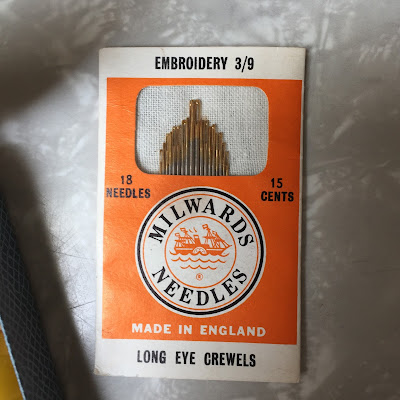 EMBROIDERY 3/9
18
NEEDLES
15
CENTS
MILWARDS
NEEDLES
®
MADE IN ENGLAND
LONG EYE CREWELS